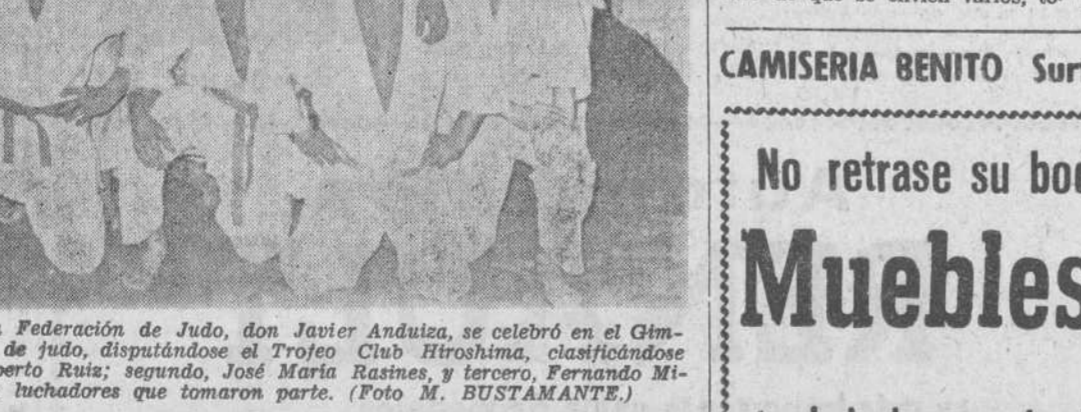 Federación de Judo, don Javier Anduiza, se celebró en el Gim-
de judo, disputándose el Trofeo Club Hiroshima, clasificándose
berto Ruiz; segundo, José María Rasines, y tercero, Fernando Mi-
luchadores que tomaron parte. (Foto M. BUSTAMANTE.)
CAMISERIA BENITO Sur
No retrase su bod
Muebles